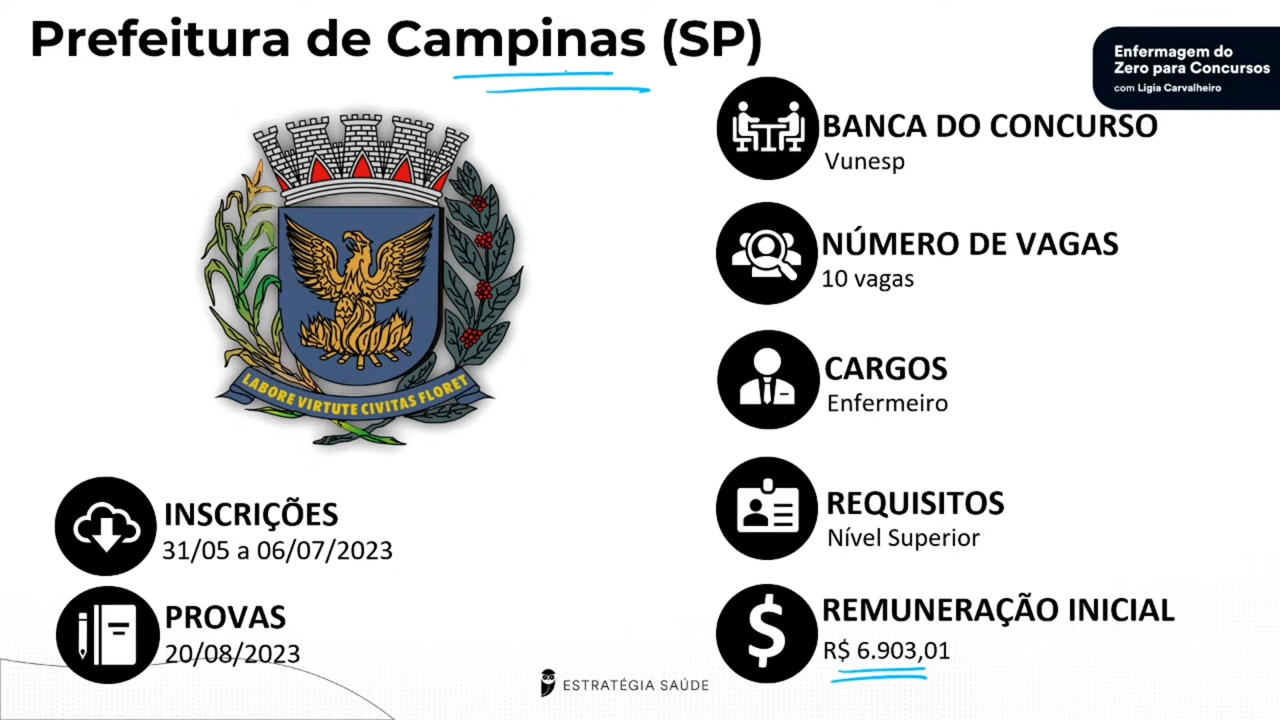 Prefeitura de Campinas (SP)
Enfermagem do
Zero para Concursos
com Ligia Carvalheiro
LABORE VIRTUTE CIVITAS FLORET
BANCA DO CONCURSO
Vunesp
NÚMERO DE VAGAS
10 vagas
CARGOS
Enfermeiro
REQUISITOS
Nível Superior
REMUNERAÇÃO INICIAL
R$ 6.903,01
INSCRIÇÕES
31/05 a 06/07/2023
PROVAS
20/08/2023
ESTRATÉGIA SAÚDE